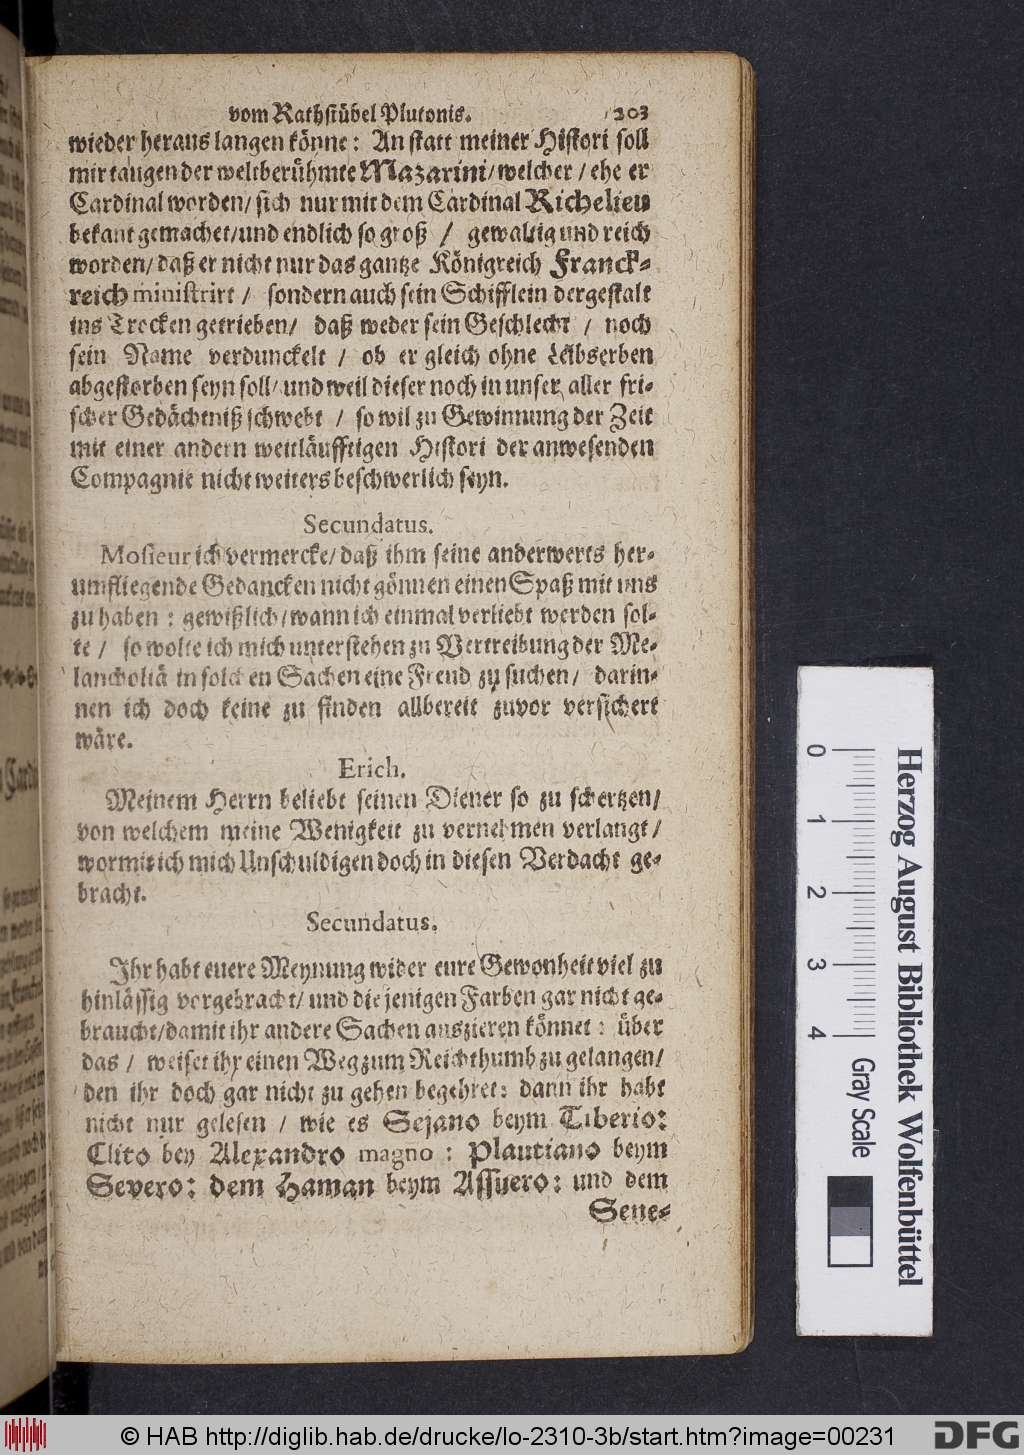 vom Rathstübel Plutonis. 203
wieder heraus langen könne: An statt meiner Histori soll
mir taugen der weltberühmte Mazarini/welcher/ehe er
Cardinal worden/ sich nur mit dem Cardinal Richelieu
bekant gemachet/und endlich so groß / gewaltig und reich
worden/daß er nicht nur das gantze Königreich Franck-
reich ministrirt / sondern auch sein Schifflein dergestalt
ins Trocken getrieben/ daß weder sein Geschlecht / noch
sein Name verdunckelt / ob er gleich ohne Leibserben
abgestorben seyn soll/und weil dieser noch in unser aller fri-
scher Gedächtniß schwebt / so wil zu Gewinnung der Zeit
mit einer andern weitläufftigen Histori der anwesenden
Compagnie nicht weiters beschwerlich seyn.
Secundatus.
Mosieur ich vermercke/daß ihm seine anderwerts her-
umfliegende Gedancken nicht gönnen einen Spaß mit uns
zu haben : gewißlich/wann ich einmal verliebt werden sol-
te / so wolte ich mich unterstehen zu Vertreibung der Me-
lancholiä in solchen Sachen eine Freud zu suchen/ darin-
nen ich doch keine zu finden allbereit zuvor versichert
wäre.
Erich.
Meinem Herrn beliebt seinen Diener so zu schertzen/
von welchem meine Wenigkeit zu vernehmen verlangt/
wormit ich mich Unschuldigen doch in diesen Verdacht ge-
bracht.
Secundatus.
Ihr habt euere Meynung wider eure Gewonheit viel zu
hinlässig vorgebracht/und die jenigen Farben gar nicht ge-
braucht/damit ihr andere Sachen auszieren könnet : über
das / weiset ihr einen Weg zum Reichthumb zu gelangen/
den ihr doch gar nicht zu gehen begehret: dann ihr habt
nicht nur gelesen / wie es Sejano beym Tiberio:
Clito bey Alexandro magno : Plautiano beym
Severo: dem Haman beym Assuero: und dem
Sene-
Herzog August Bibliothek Wolfenbüttel
0 1 2 3 4 Gray Scale
© HAB http://diglib.hab.de/drucke/lo-2310-3b/start.htm?image=00231
DFG